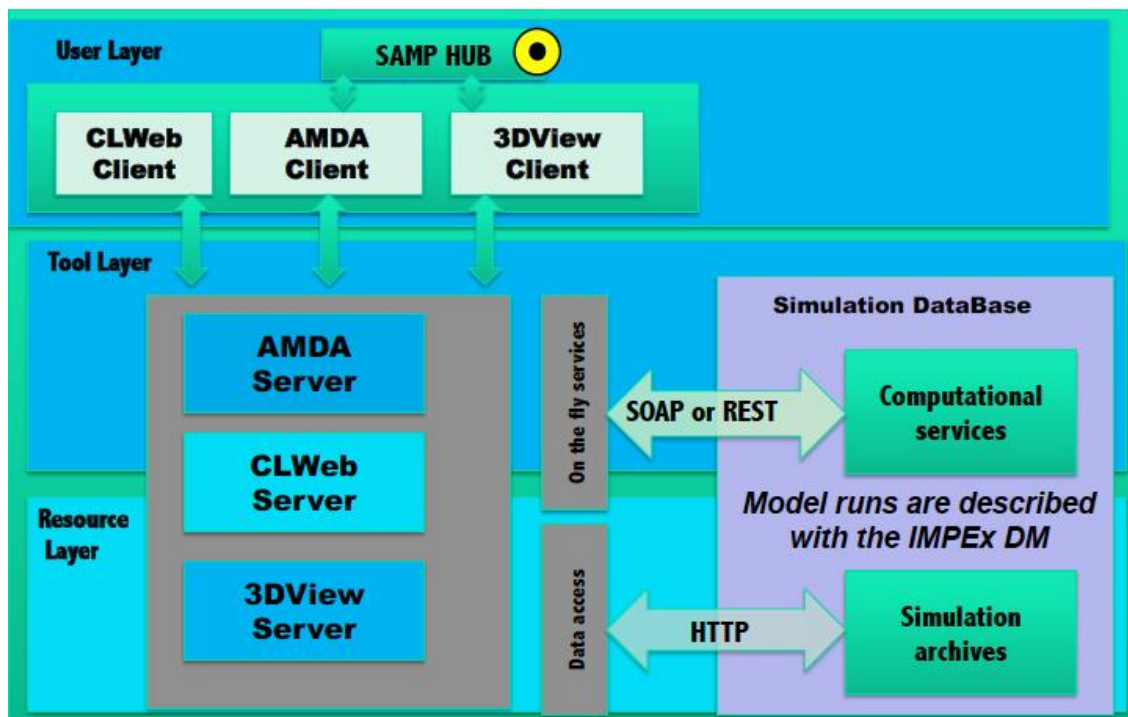 User Layer
SAMP HUB
CLWeb
Client
AMDA
Client
3DView
Client
Tool Layer
AMDA
Server
CLWeb
Server
3DView
Server
Resource
Layer
On the fly services
Data access
SOAP or REST
HTTP
Simulation DataBase
Computational
services
Model runs are described
with the IMPEx DM
Simulation
archives